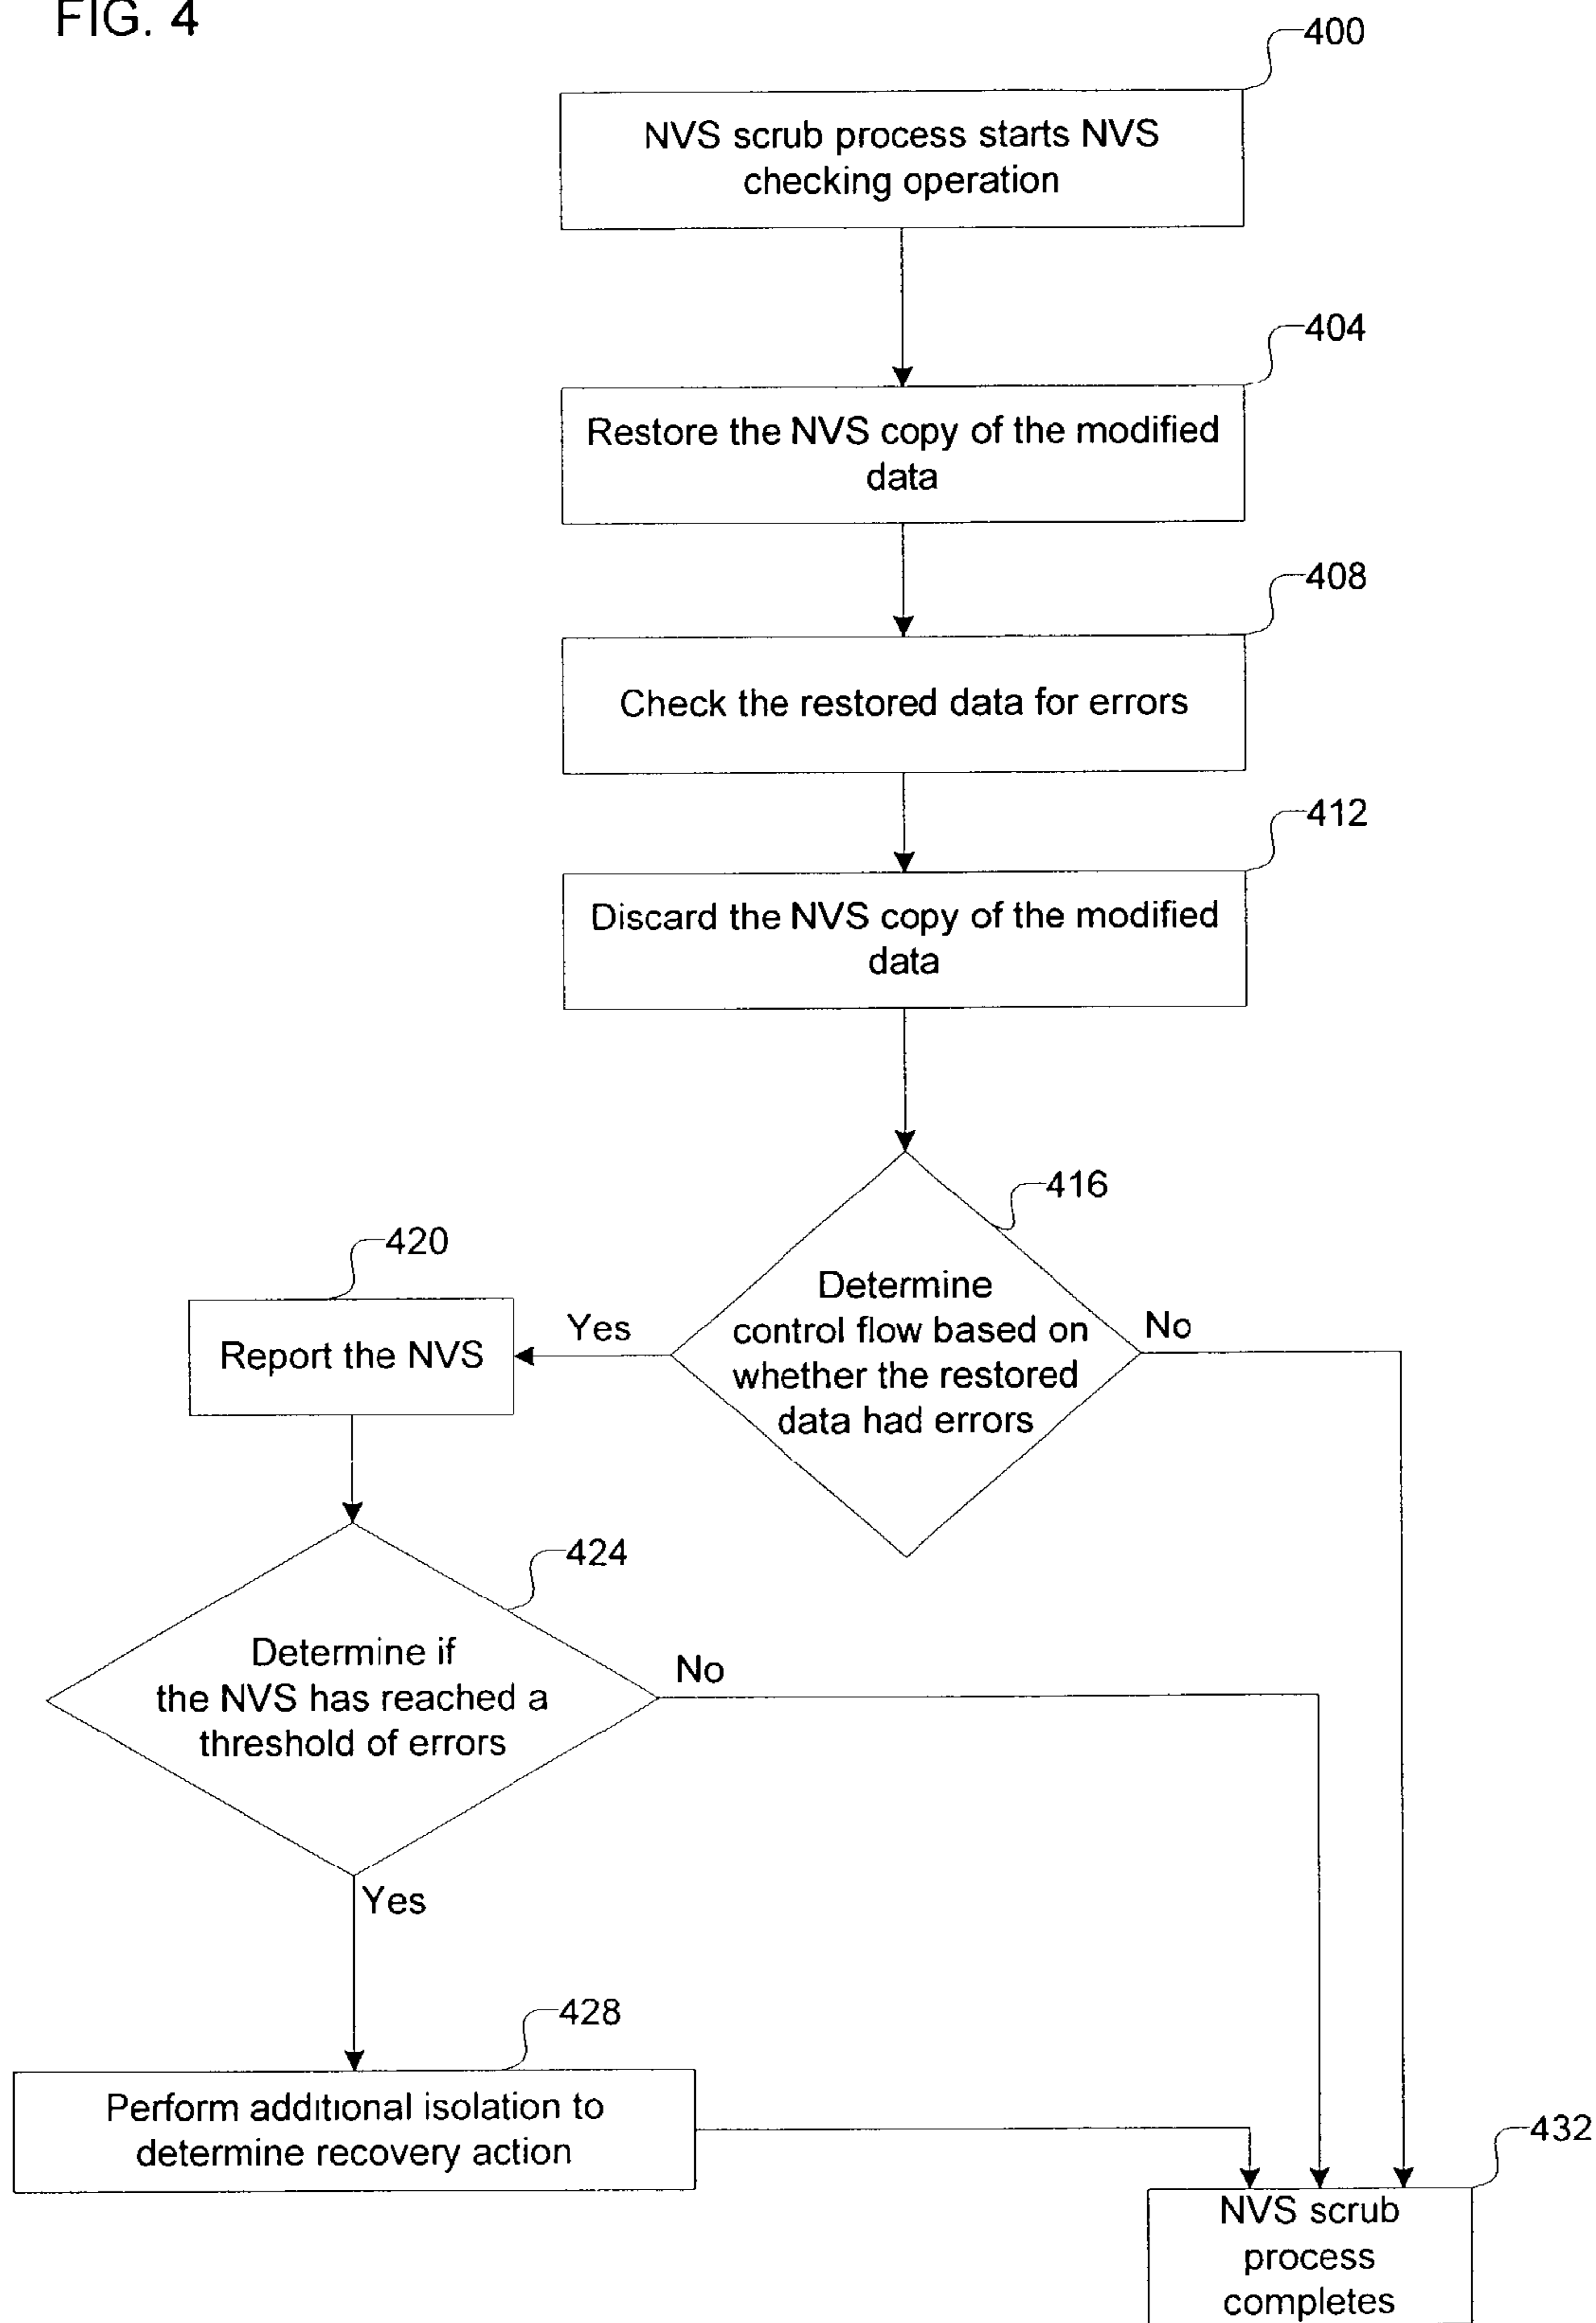 FIG. 4
400
NVS scrub process starts NVS
checking operation
404
Restore the NVS copy of the modified
data
408
Check the restored data for errors
412
Discard the NVS copy of the modified
data
416
Determine
control flow based on
whether the restored
data had errors
Yes
No
420
Report the NVS
424
Determine if
the NVS has reached a
threshold of errors
No
Yes
428
Perform additional isolation to
determine recovery action
432
NVS scrub
process
completes